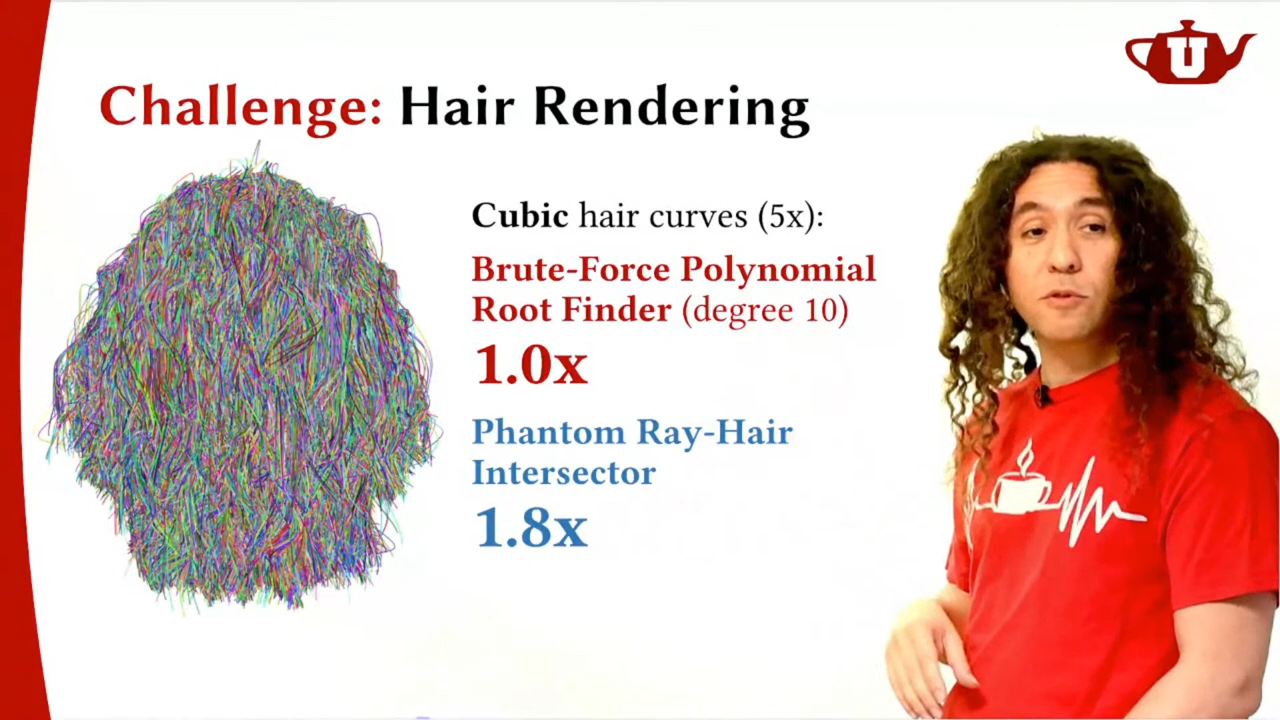 U
Challenge: Hair Rendering
Cubic hair curves (5x):
Brute-Force Polynomial
Root Finder (degree 10)
1.0x
Phantom Ray-Hair
Intersector
1.8x